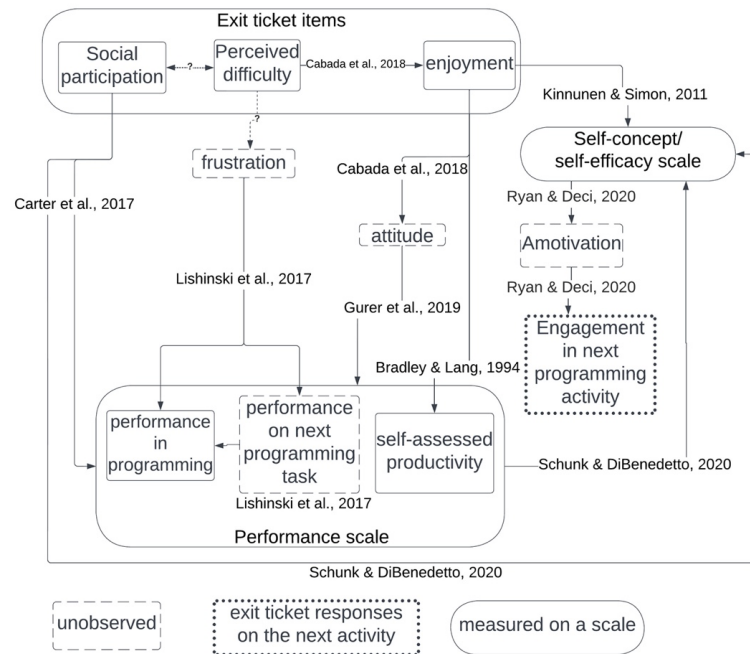 Exit ticket items
Social
participation
?
Perceived
difficulty
Cabada et al., 2018
enjoyment
Kinnunen & Simon, 2011
?
frustration
Self-concept/
self-efficacy scale
Cabada et al., 2018
Ryan & Deci, 2020
Carter et al., 2017
attitude
Amotivation
Lishinski et al., 2017
Ryan & Deci, 2020
Gurer et al., 2019
Engagement
in next
programming
activity
Bradley & Lang, 1994
performance
in
programming
performance
on next
programming
task
self-assessed
productivity
Schunk & DiBenedetto, 2020
Lishinski et al., 2017
Performance scale
Schunk & DiBenedetto, 2020
unobserved
exit ticket responses
on the next activity
measured on a scale